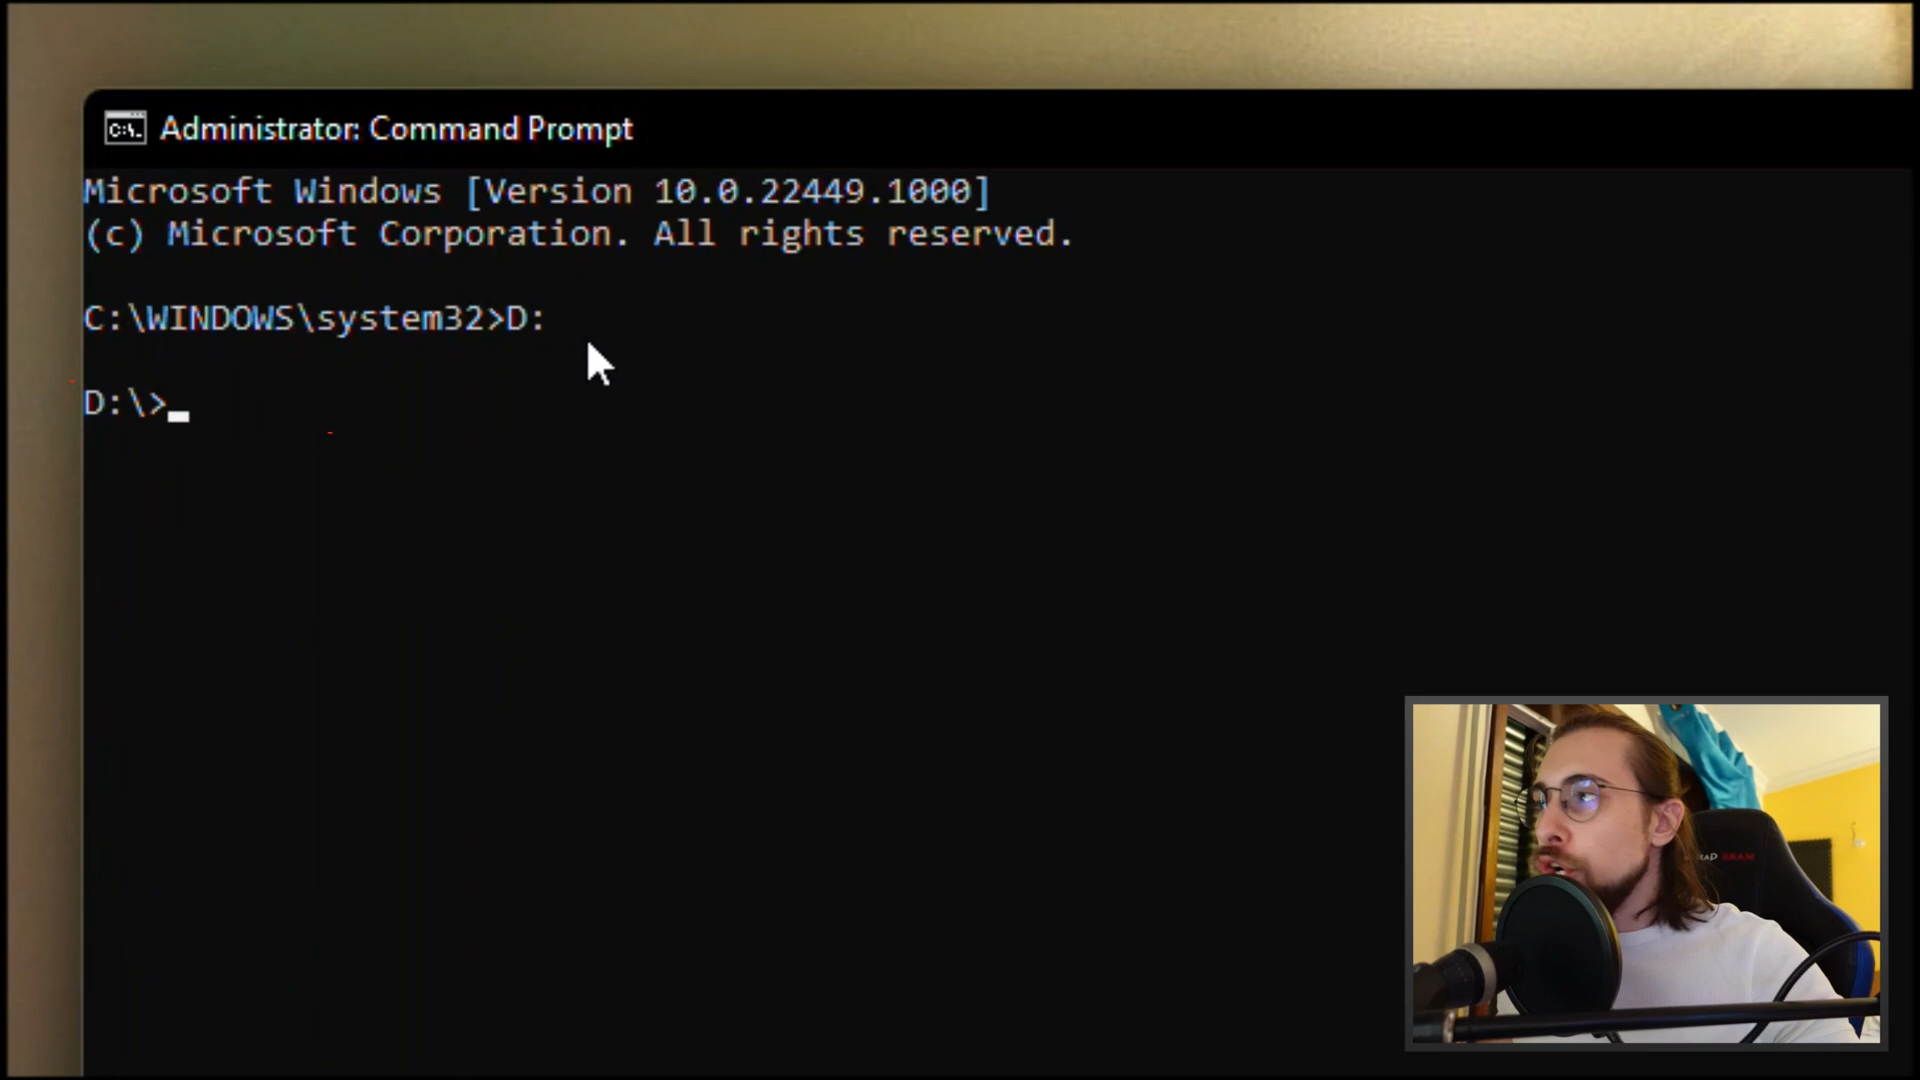 Administrator: Command Prompt
Microsoft Windows [Version 10.0.22449.1000]
(c) Microsoft Corporation. All rights reserved.
C:\WINDOWS\system32>D:
D:\>